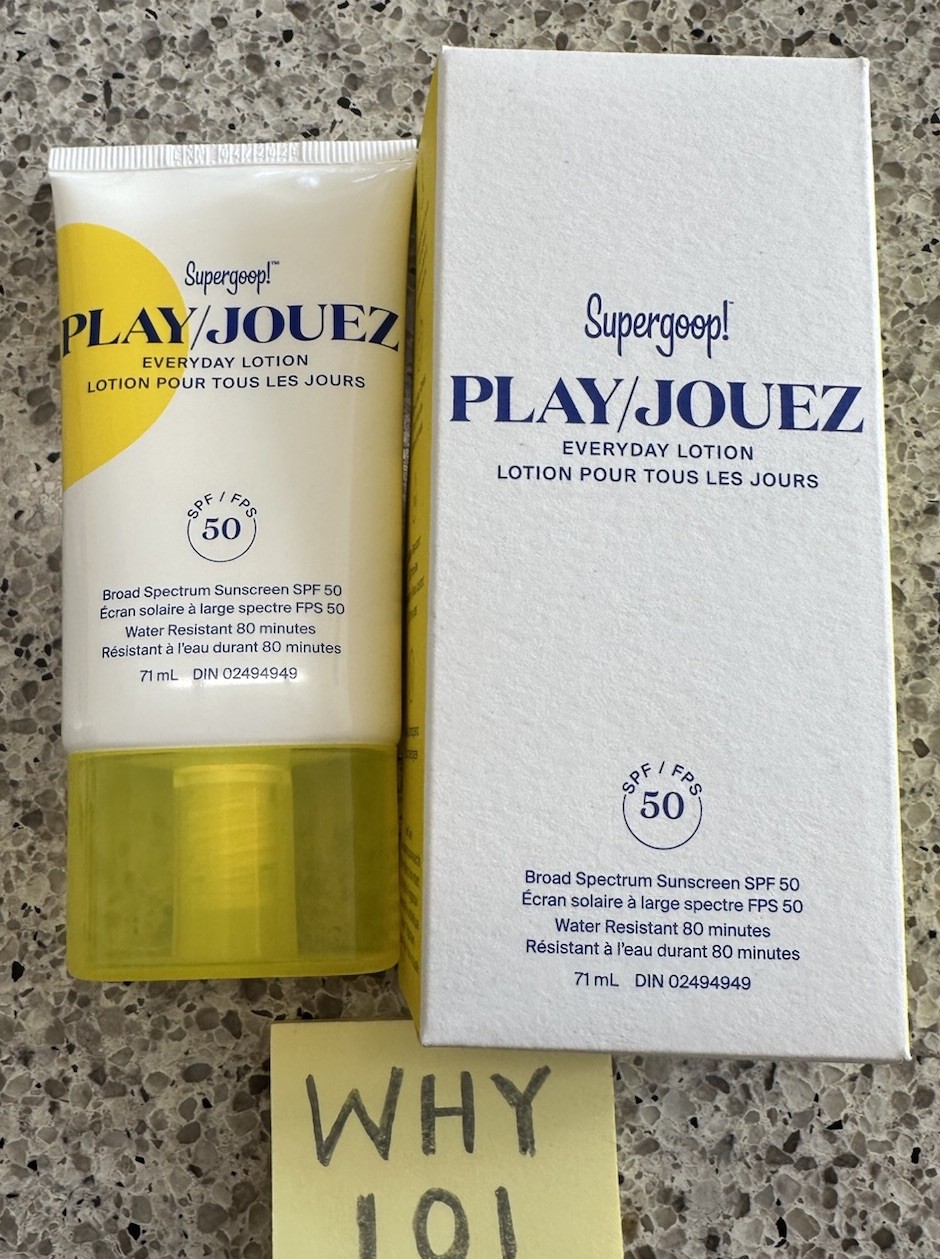 Supergoop!™
PLAY/JOUEZ
EVERYDAY LOTION
LOTION POUR TOUS LES JOURS
SPF / FPS
50
Broad Spectrum Sunscreen SPF 50
Écran solaire à large spectre FPS 50
Water Resistant 80 minutes
Résistant à l'eau durant 80 minutes
71 mL DIN 02494949
Supergoop!™
PLAY/JOUEZ
EVERYDAY LOTION
LOTION POUR TOUS LES JOURS
SPF / FPS
50
Broad Spectrum Sunscreen SPF 50
Écran solaire à large spectre FPS 50
Water Resistant 80 minutes
Résistant à l'eau durant 80 minutes
71 mL DIN 02494949
WHY
101